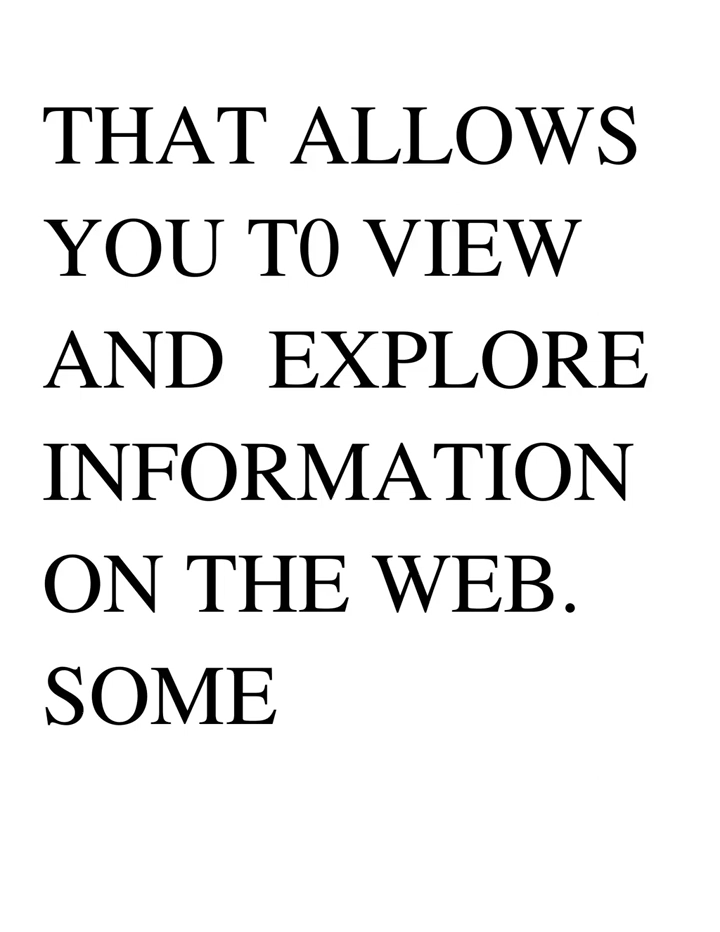 THAT ALLOWS
YOU T0 VIEW
AND  EXPLORE
INFORMATION
ON THE WEB.
SOME